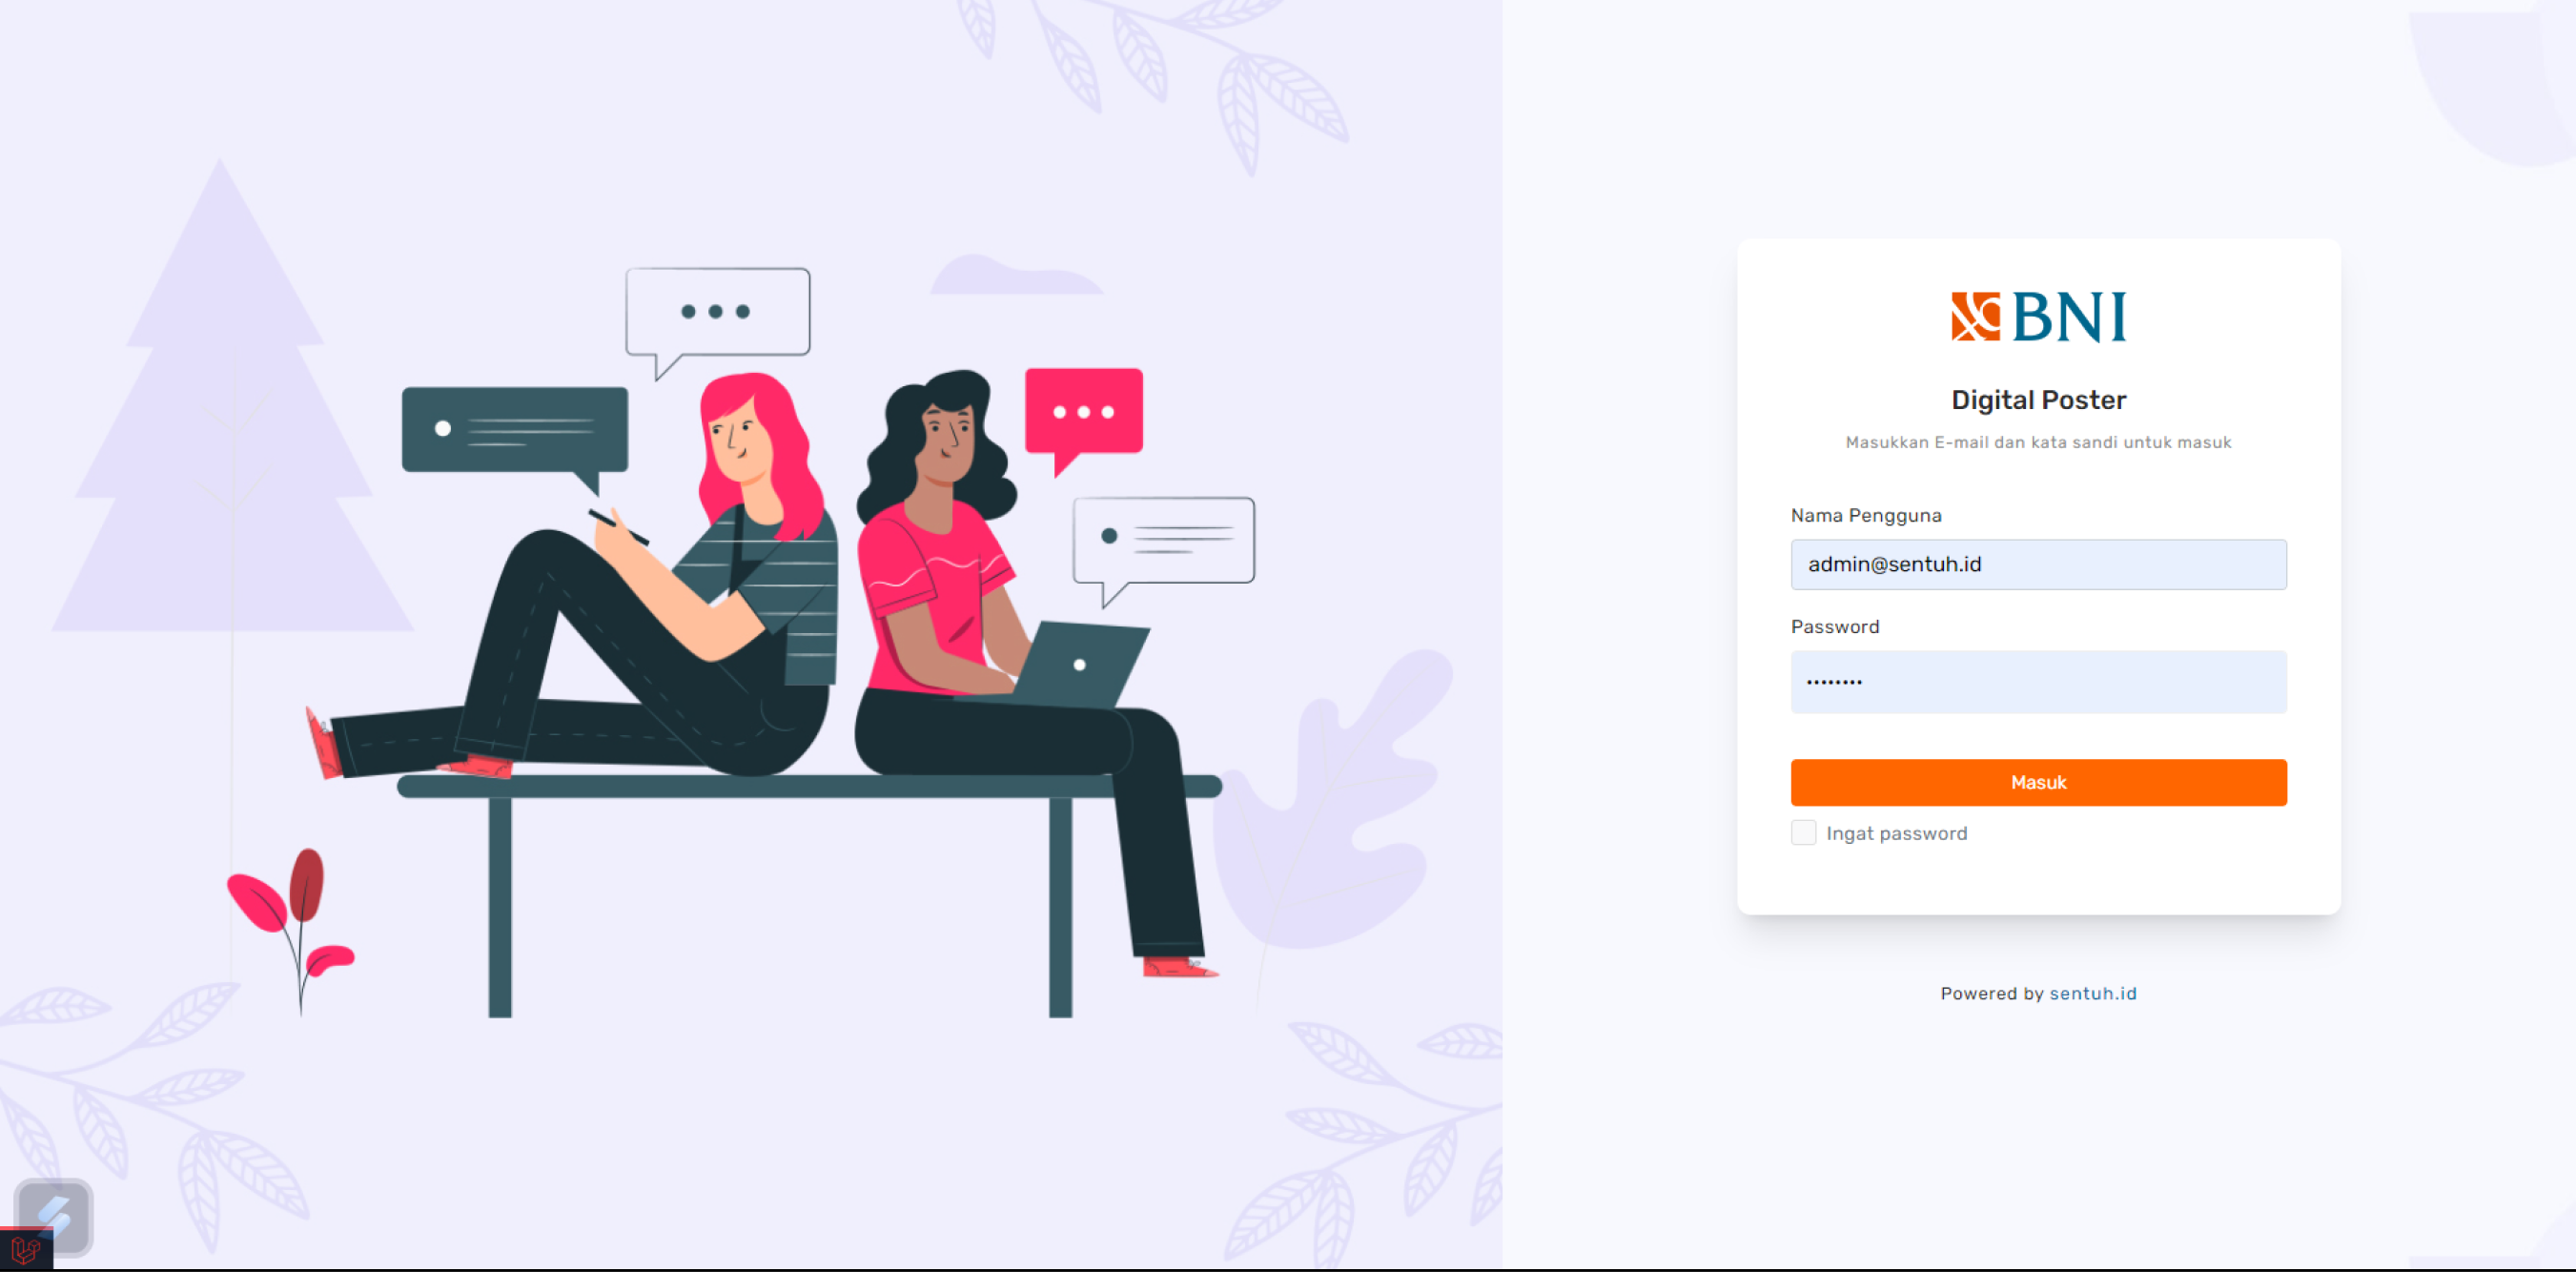 BNI
Digital Poster
Masukkan E-mail dan kata sandi untuk masuk
Nama Pengguna
admin@sentuh.id
Password
••••••••
Masuk
Ingat password
Powered by sentuh.id